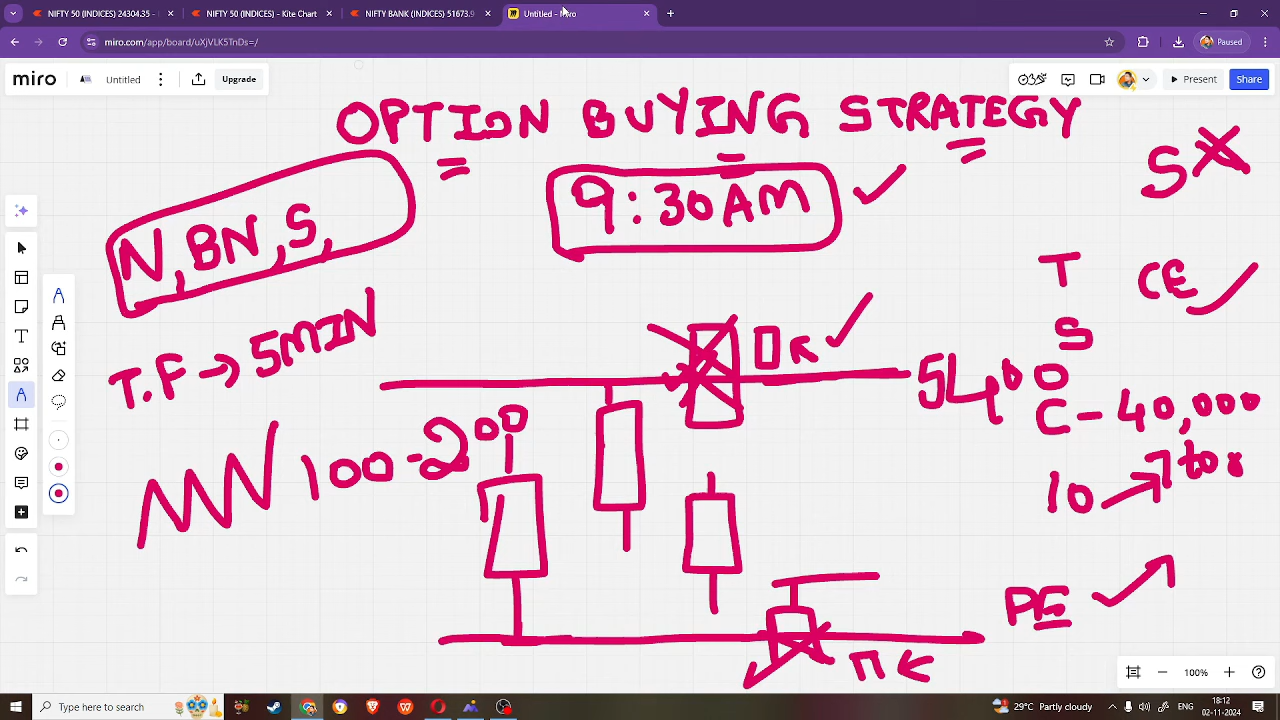 NIFTY 50 (INDICES) 24304.35 -
NIFTY 50 (INDICES) - Kite Chart
NIFTY BANK (INDICES) 51673.9
Untitled - Miro
miro.com/app/board/uXjVLK5TnDs=/
Paused
miro
Untitled
Upgrade
Present
Share
OPTION BUYING STRATEGY
9:30AM
S
N, BN, S,
T
CE
S
T.F → 5MIN
5400
C - 40,000
100-200
10
PE
100%
Type here to search
29°C Partly cloudy
ENG
18:12
02-11-2024